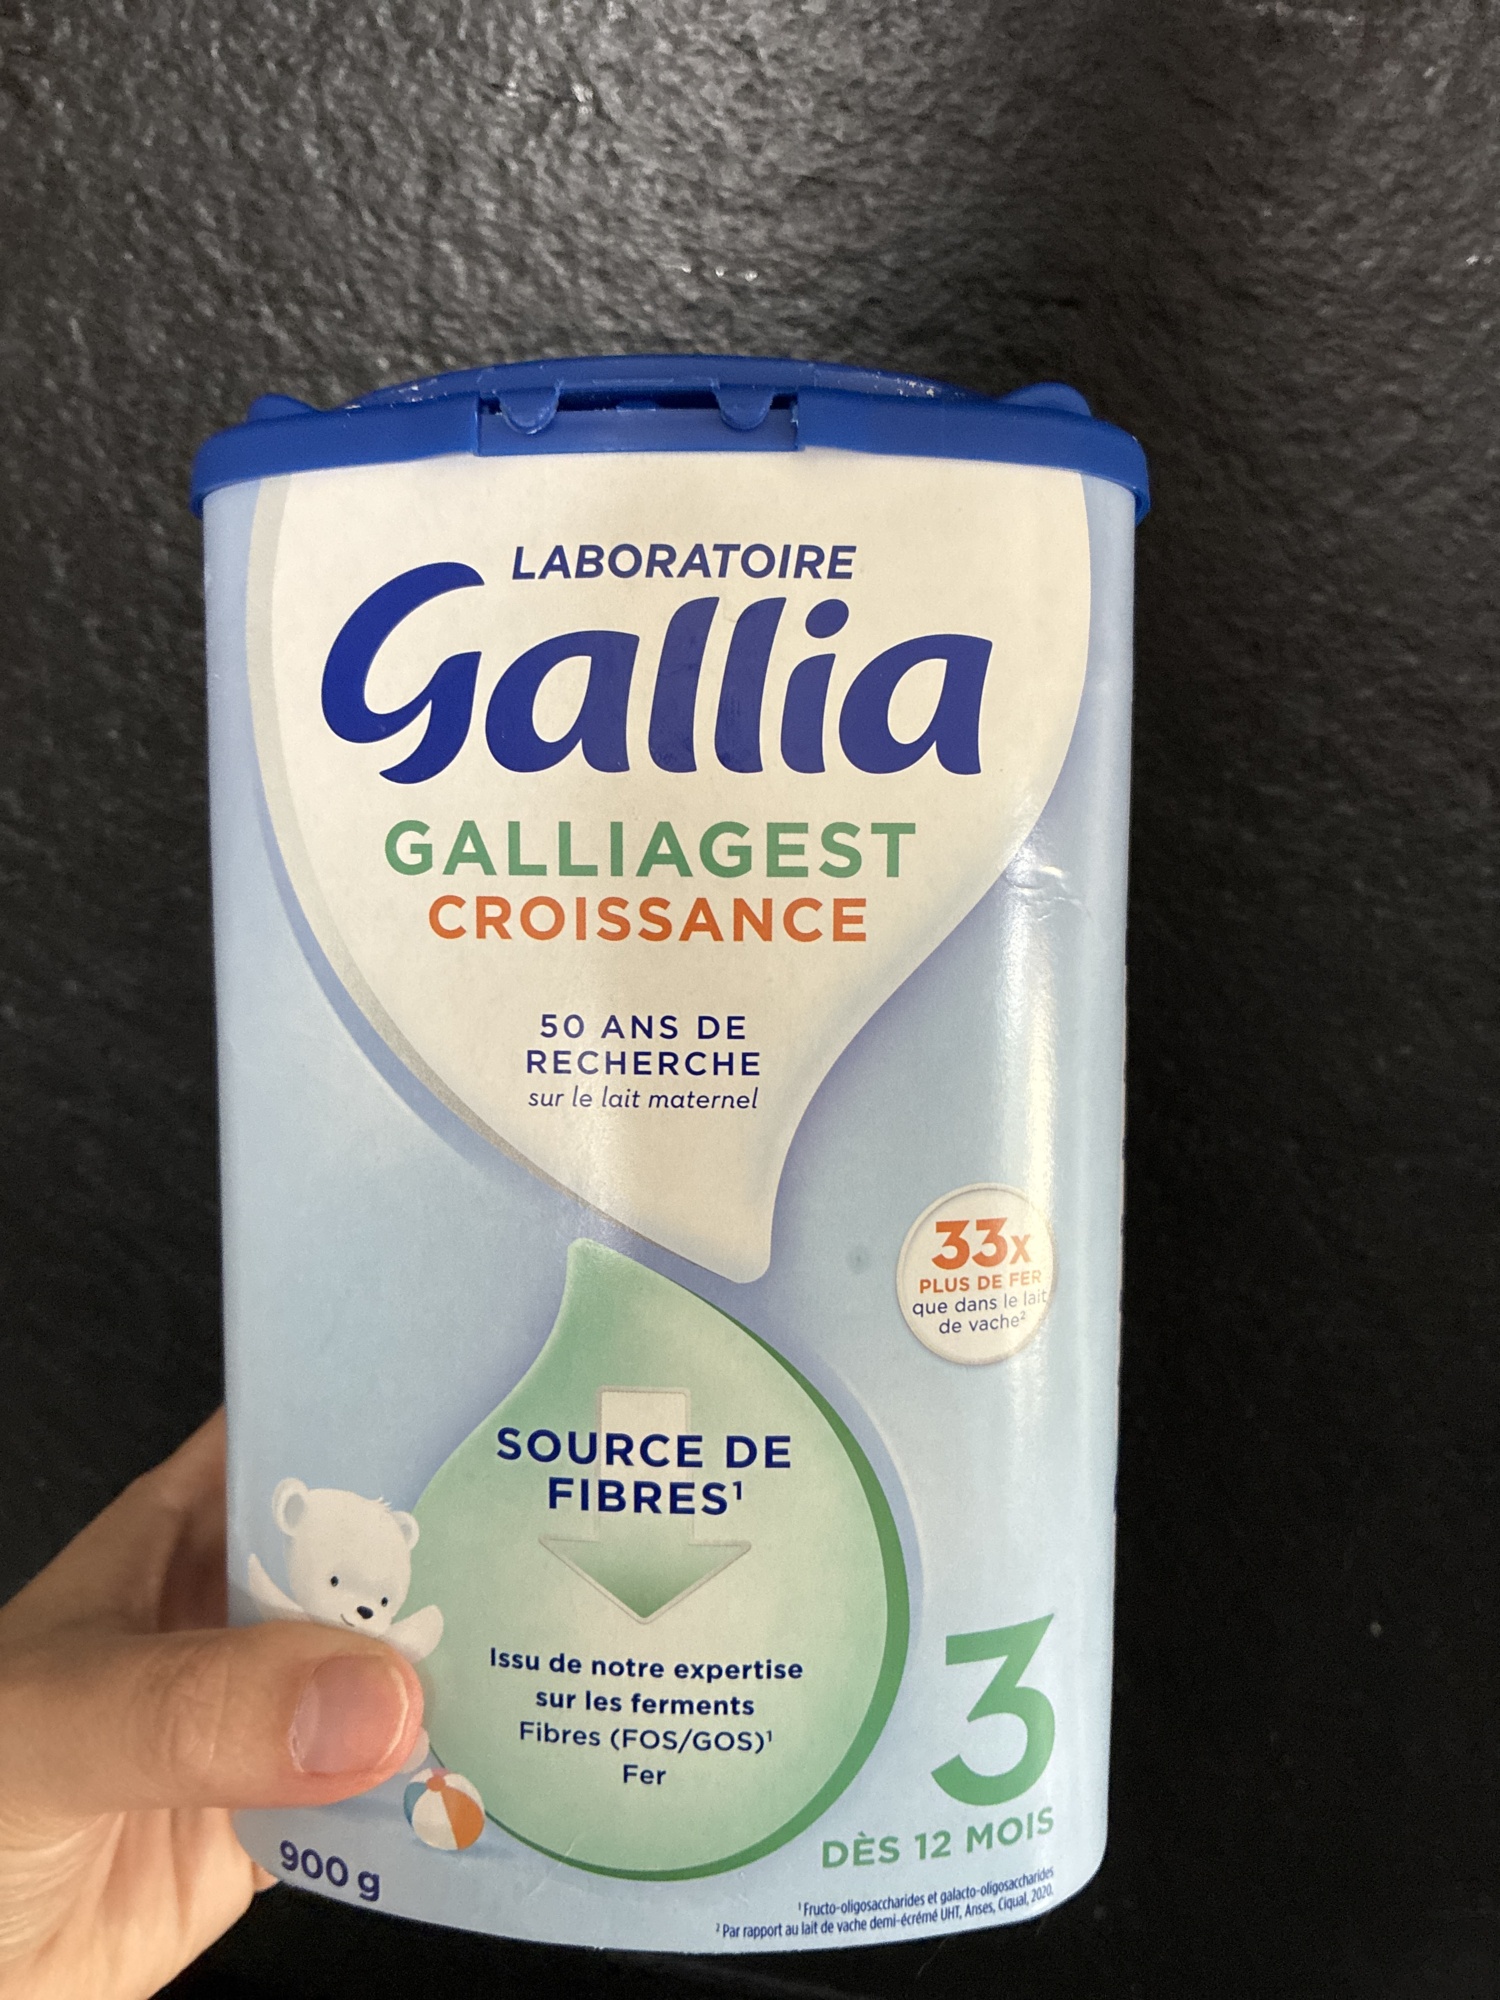 LABORATOIRE
Gallia
GALLIAGEST
CROISSANCE
50 ANS DE
RECHERCHE
sur le lait maternel
33x
PLUS DE FER
que dans le lait
de vache²
SOURCE DE
FIBRES¹
Issu de notre expertise
sur les ferments
Fibres (FOS/GOS)¹
Fer
3
DÈS 12 MOIS
900 g
¹ Fructo-oligosaccharides et galacto-oligosaccharides
² Par rapport au lait de vache demi-écrémé UHT, Anses, Ciqual, 2020.